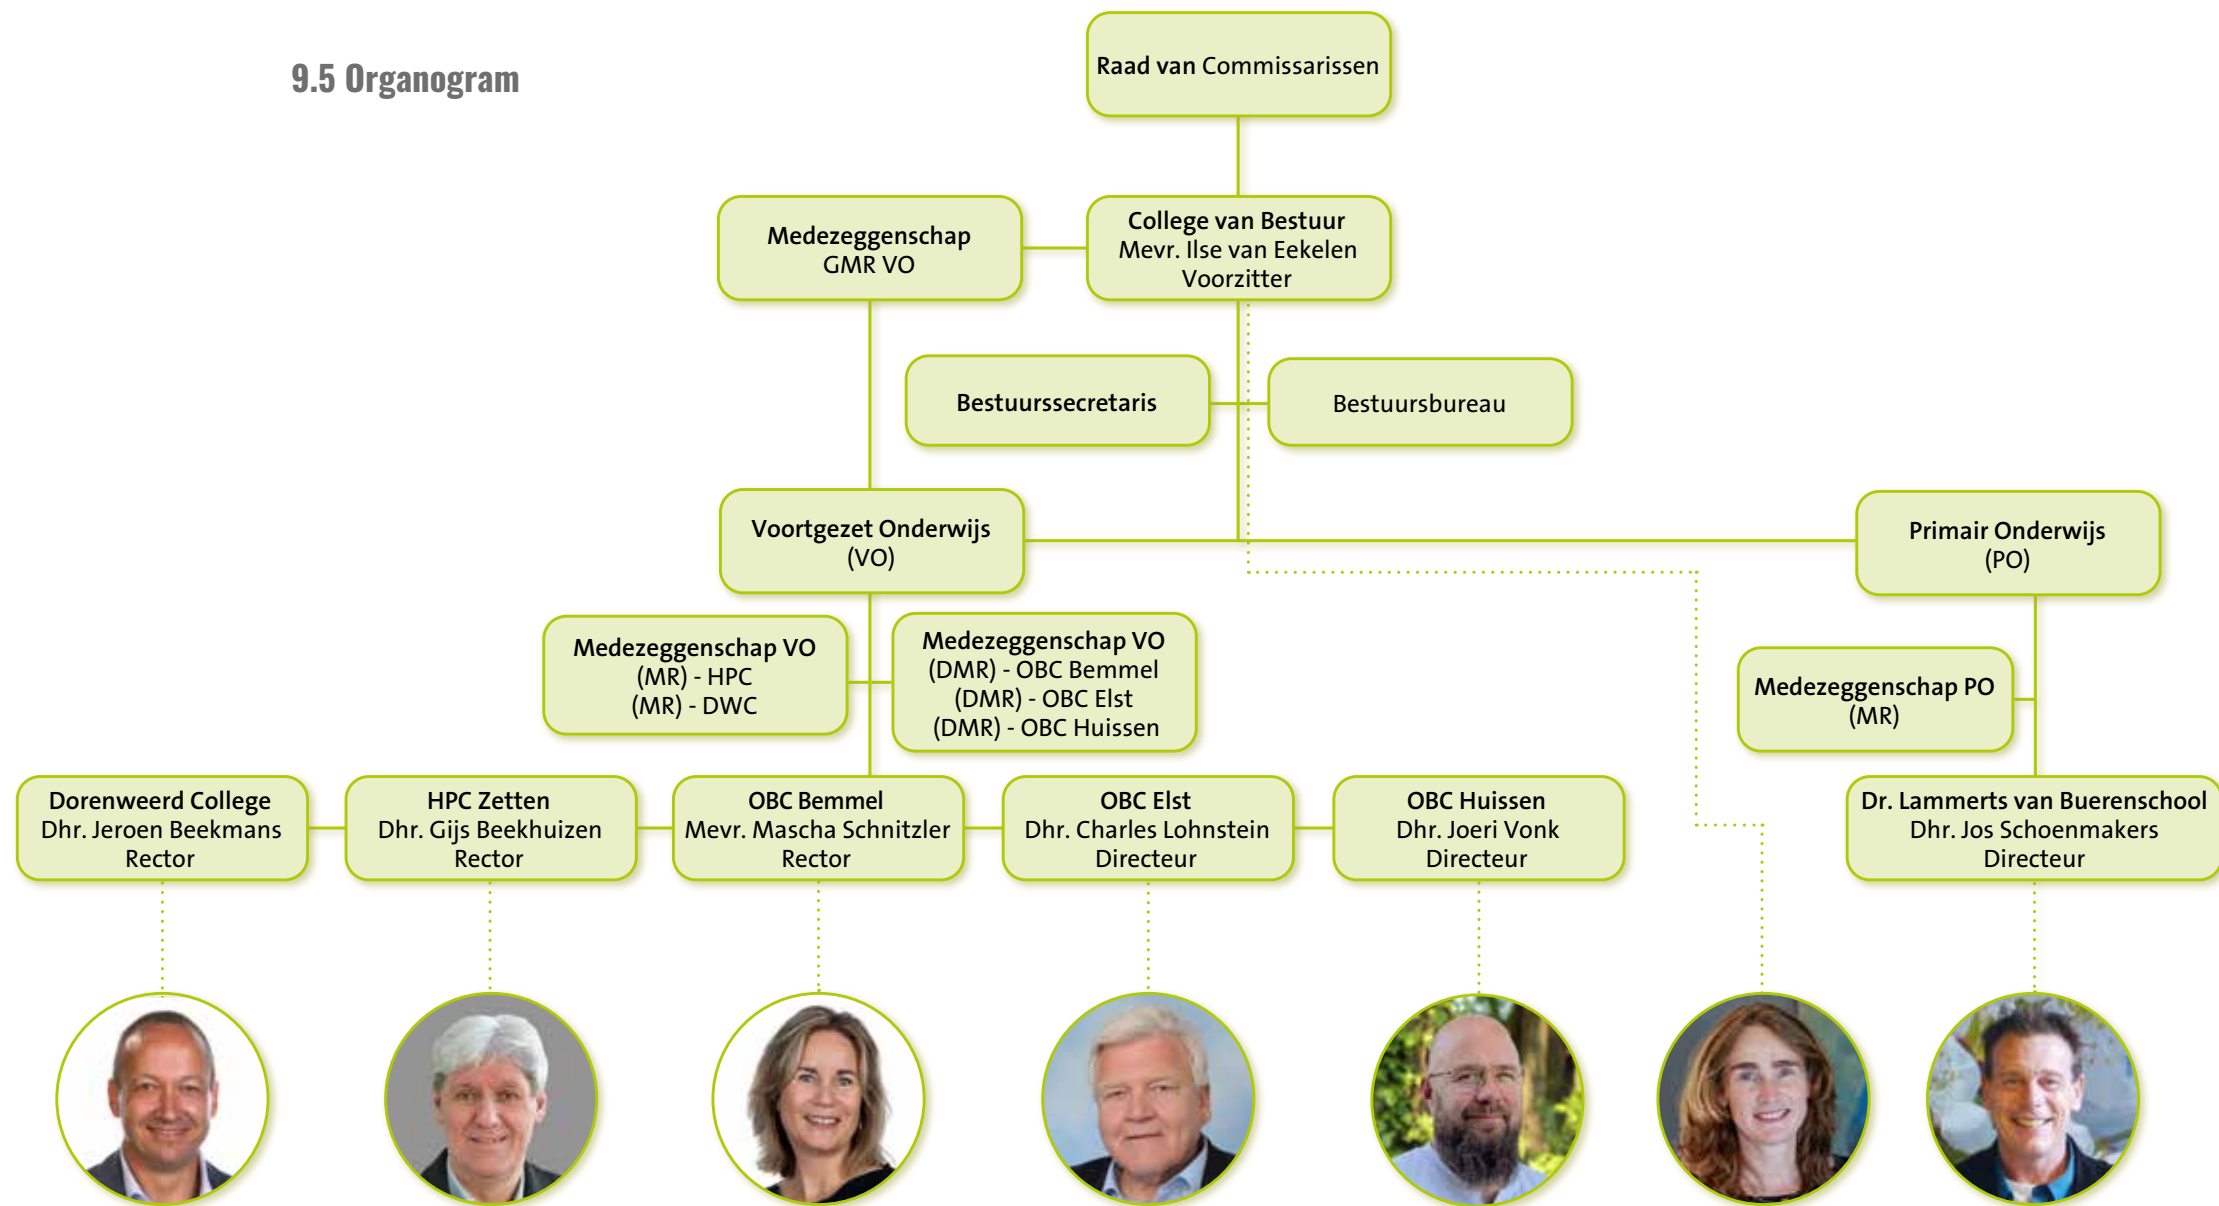 9.5 Organogram
Raad van Commissarissen
Medezeggenschap
GMR VO
College van Bestuur
Mevr. Ilse van Eekelen
Voorzitter
Bestuurssecretaris
Bestuursbureau
Voortgezet Onderwijs
(VO)
Primair Onderwijs
(PO)
Medezeggenschap VO
(MR) - HPC
(MR) - DWC
Medezeggenschap VO
(DMR) - OBC Bemmel
(DMR) - OBC Elst
(DMR) - OBC Huissen
Medezeggenschap PO
(MR)
Dorenweerd College
Dhr. Jeroen Beekmans
Rector
HPC Zetten
Dhr. Gijs Beekhuizen
Rector
OBC Bemmel
Mevr. Mascha Schnitzler
Rector
OBC Elst
Dhr. Charles Lohnstein
Directeur
OBC Huissen
Dhr. Joeri Vonk
Directeur
Dr. Lammerts van Buerenschool
Dhr. Jos Schoenmakers
Directeur